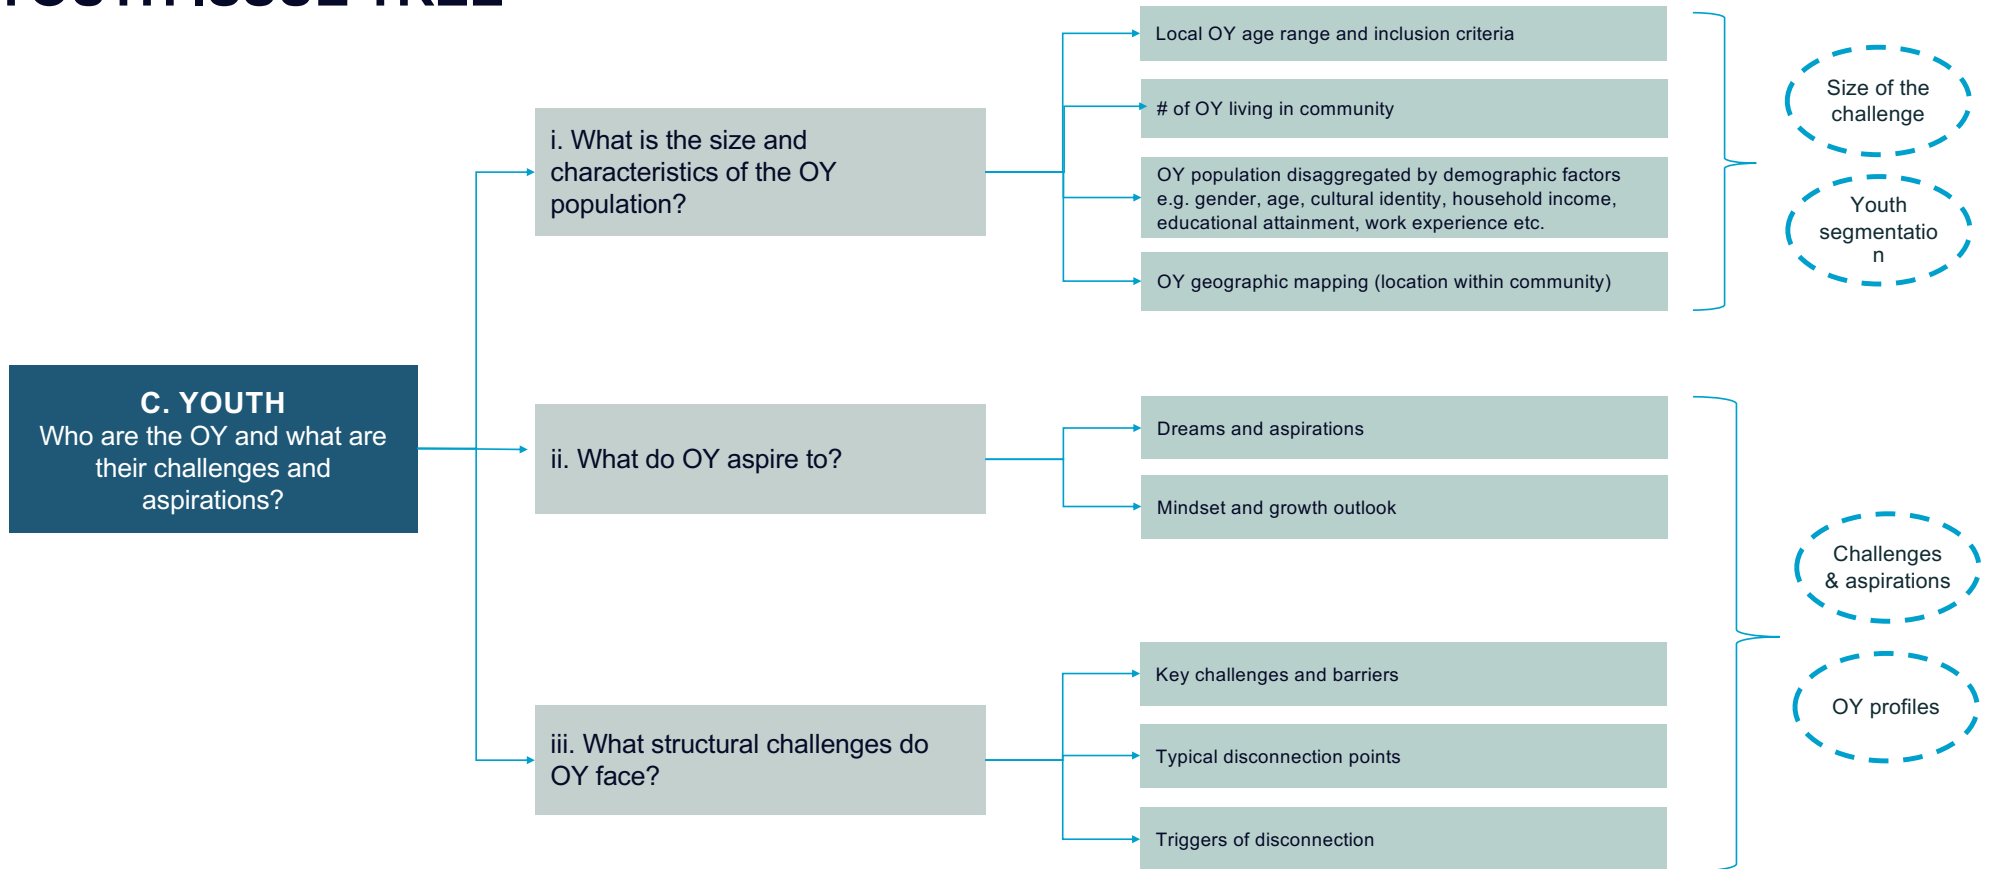 YOUTH ISSUE TREE
C. YOUTH
Who are the OY and what are
their challenges and
aspirations?
i. What is the size and
characteristics of the OY
population?
ii. What do OY aspire to?
iii. What structural challenges do
OY face?
Local OY age range and inclusion criteria
# of OY living in community
OY population disaggregated by demographic factors
e.g. gender, age, cultural identity, household income,
educational attainment, work experience etc.
OY geographic mapping (location within community)
Dreams and aspirations
Mindset and growth outlook
Key challenges and barriers
Typical disconnection points
Triggers of disconnection
Size of the
challenge
Youth
segmentatio
n
Challenges
& aspirations
OY profiles